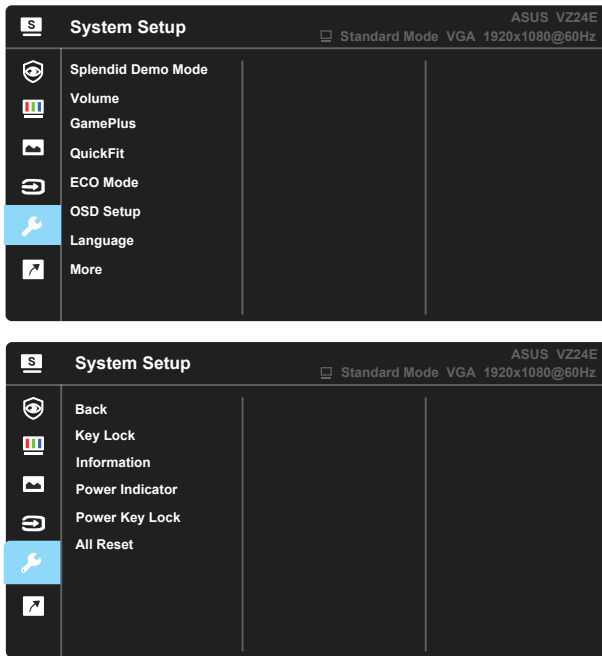 S
System Setup
ASUS VZ24E
Standard Mode VGA 1920x1080@60Hz
Splendid Demo Mode
Volume
GamePlus
QuickFit
ECO Mode
OSD Setup
Language
More
S
System Setup
ASUS VZ24E
Standard Mode VGA 1920x1080@60Hz
Back
Key Lock
Information
Power Indicator
Power Key Lock
All Reset